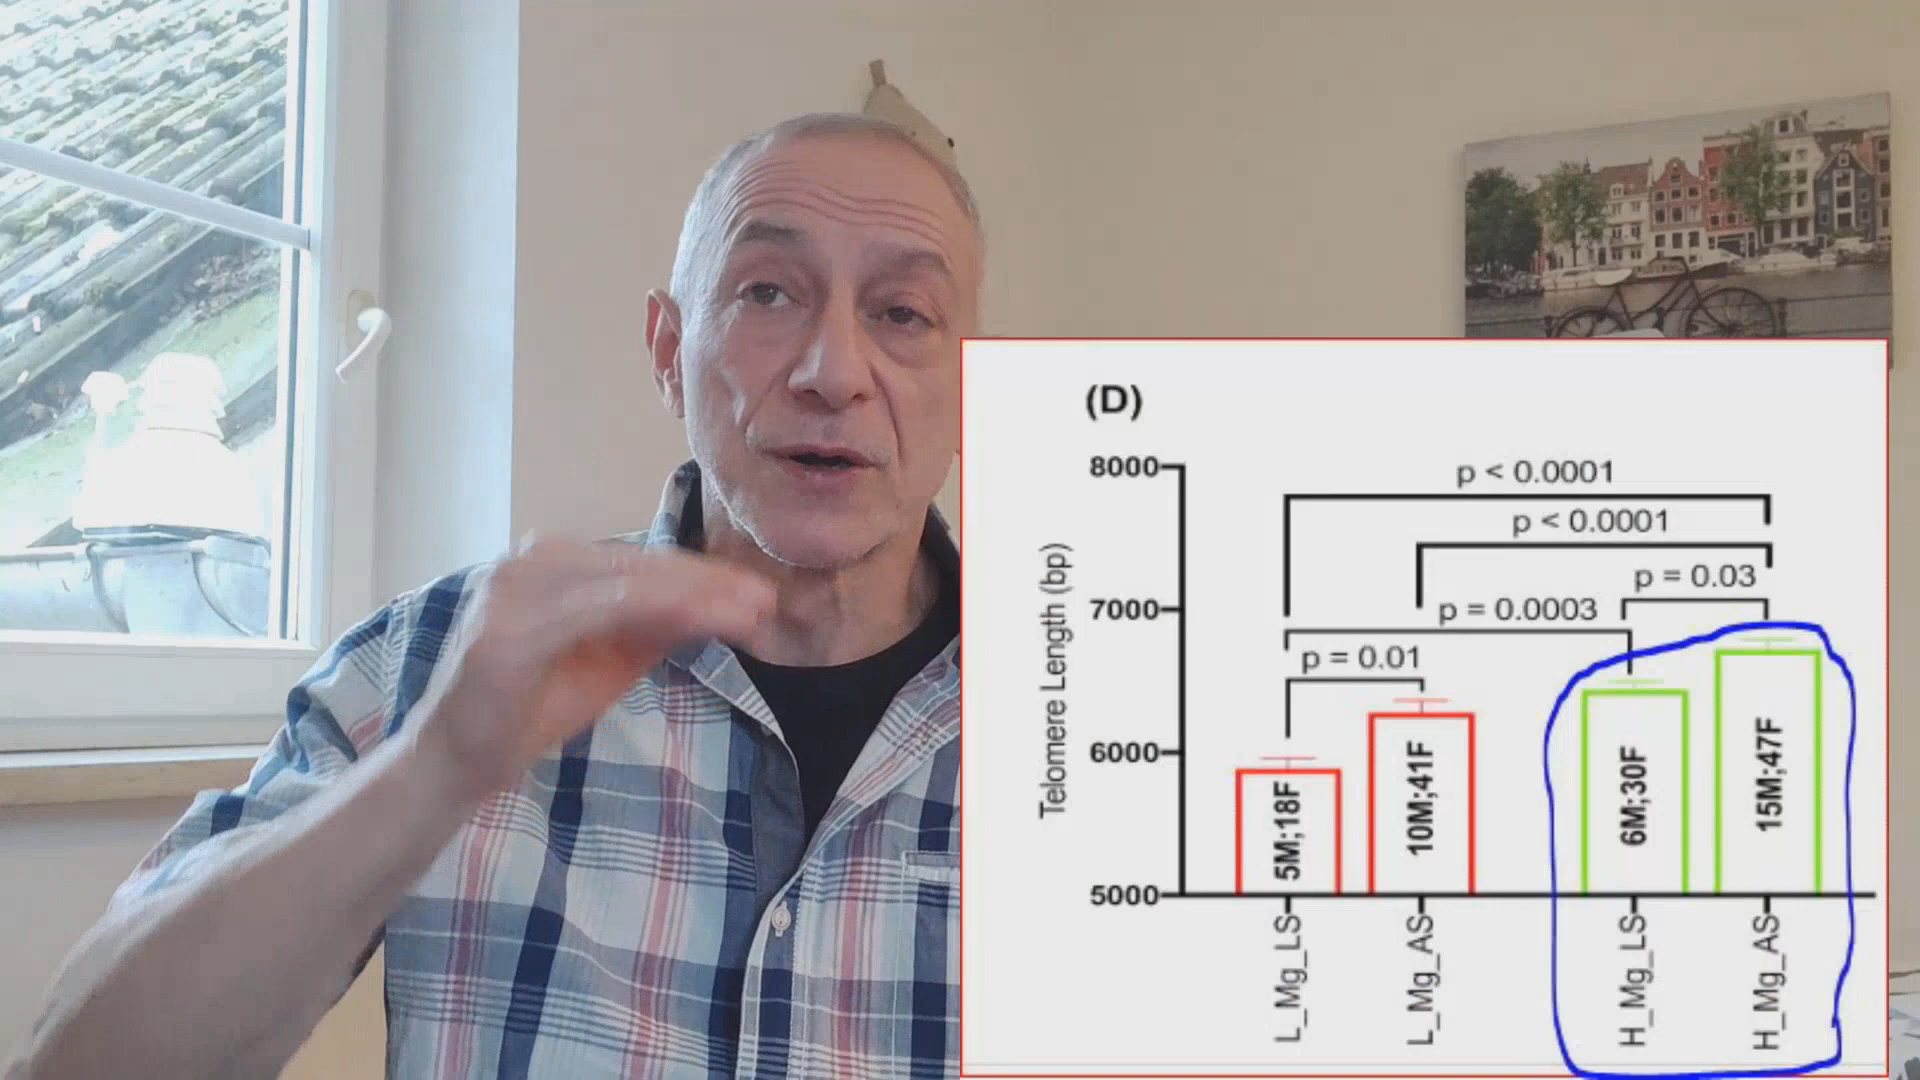 (D)
8000
p < 0.0001
p < 0.0001
p = 0.03
7000
p = 0.0003
p = 0.01
6000
5000
Telomere Length (bp)
5M;18F
10M;41F
6M;30F
15M;47F
L_Mg_LS
L_Mg_AS
H_Mg_LS
H_Mg_AS